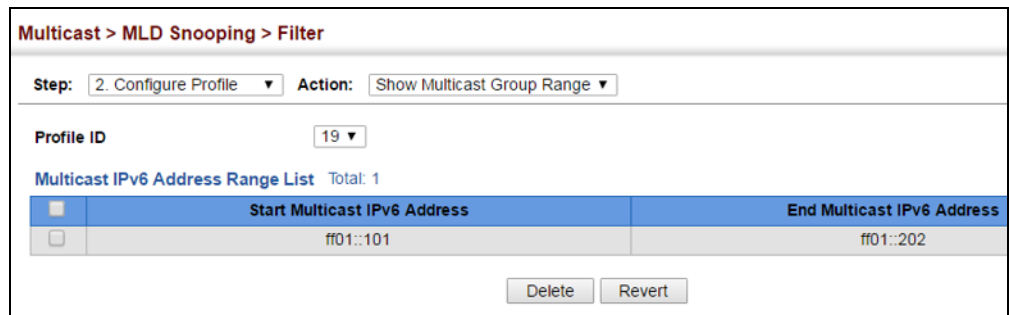 Multicast > MLD Snooping > Filter
Step: 2. Configure Profile ▼ Action: Show Multicast Group Range ▼
Profile ID 19 ▼
Multicast IPv6 Address Range List Total: 1
Start Multicast IPv6 Address End Multicast IPv6 Address
ff01::101 ff01::202
Delete Revert